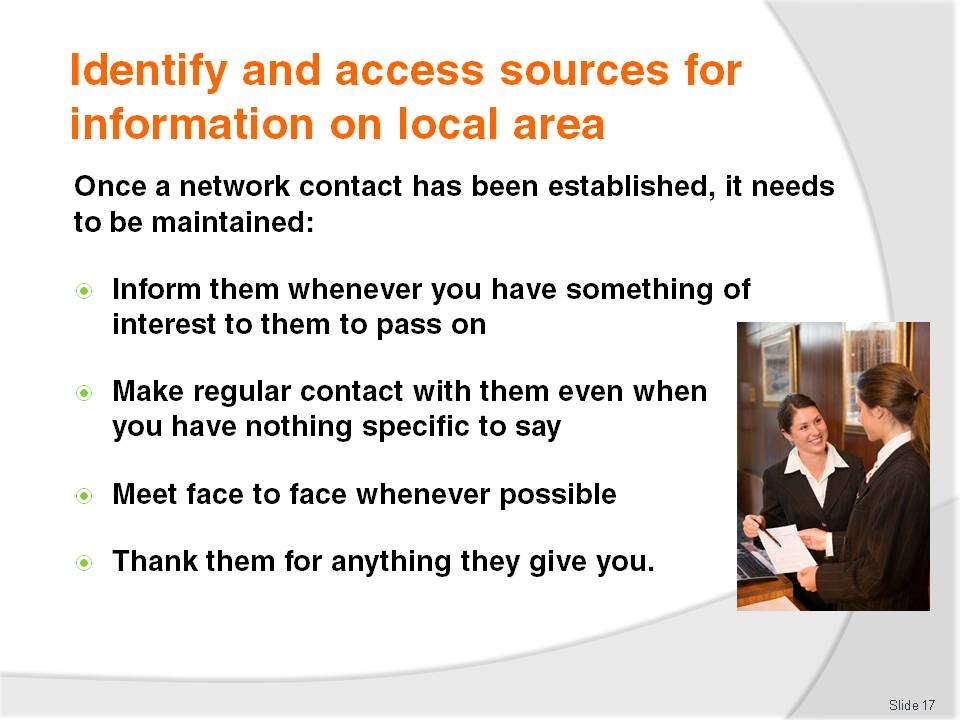 Identify and access sources for
information on local area
Once a network contact has been established, it needs
to be maintained:
Inform them whenever you have something of
interest to them to pass on
Make regular contact with them even when
you have nothing specific to say
Meet face to face whenever possible
Thank them for anything they give you.
Slide 17